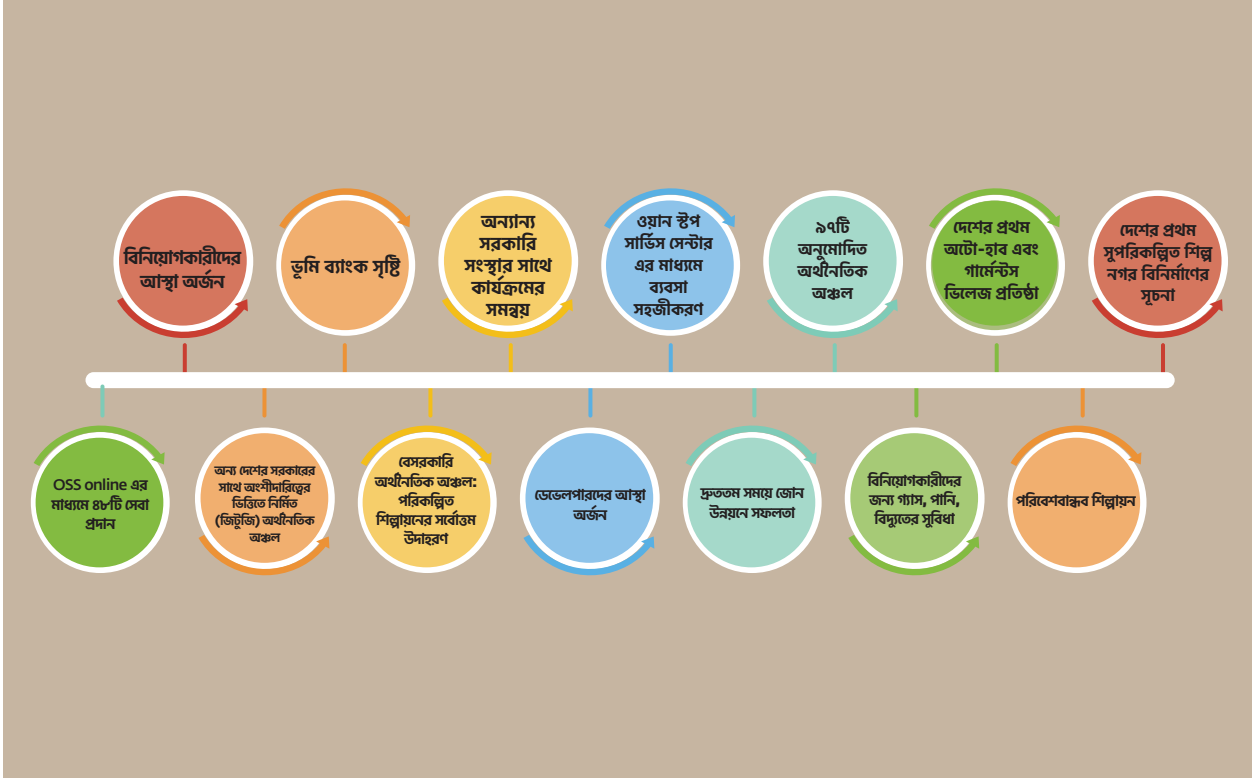 বিনিয়োগকারীদের
আস্থা অর্জন
ভূমি ব্যাংক সৃষ্টি
অন্যান্য
সরকারি
সংস্থার সাথে
কার্যক্রমের
সমন্বয়
ওয়ান স্টপ
সার্ভিস সেন্টার
এর মাধ্যমে
ব্যবসা
সহজীকরণ
৯৭টি
অনুমোদিত
অর্থনৈতিক
অঞ্চল
দেশের প্রথম
অটো-হাব এবং
গার্মেন্টস
ভিলেজ প্রতিষ্ঠা
দেশের প্রথম
সুপরিকল্পিত শিল্প
নগর বিনির্মাণের
সূচনা
OSS online এর
মাধ্যমে ৪৮টি সেবা
প্রদান
অন্য দেশের সরকারের
সাথে অংশীদারিত্বের
ভিত্তিতে নির্মিত
(জিটুজি) অর্থনৈতিক
অঞ্চল
বেসরকারি
অর্থনৈতিক অঞ্চল:
পরিকল্পিত
শিল্পায়নের সর্বোত্তম
উদাহরণ
ডেভেলপারদের আস্থা
অর্জন
দ্রুততম সময়ে জোন
উন্নয়নে সফলতা
বিনিয়োগকারীদের
জন্য গ্যাস, পানি,
বিদ্যুতের সুবিধা
পরিবেশবান্ধব শিল্পায়ন